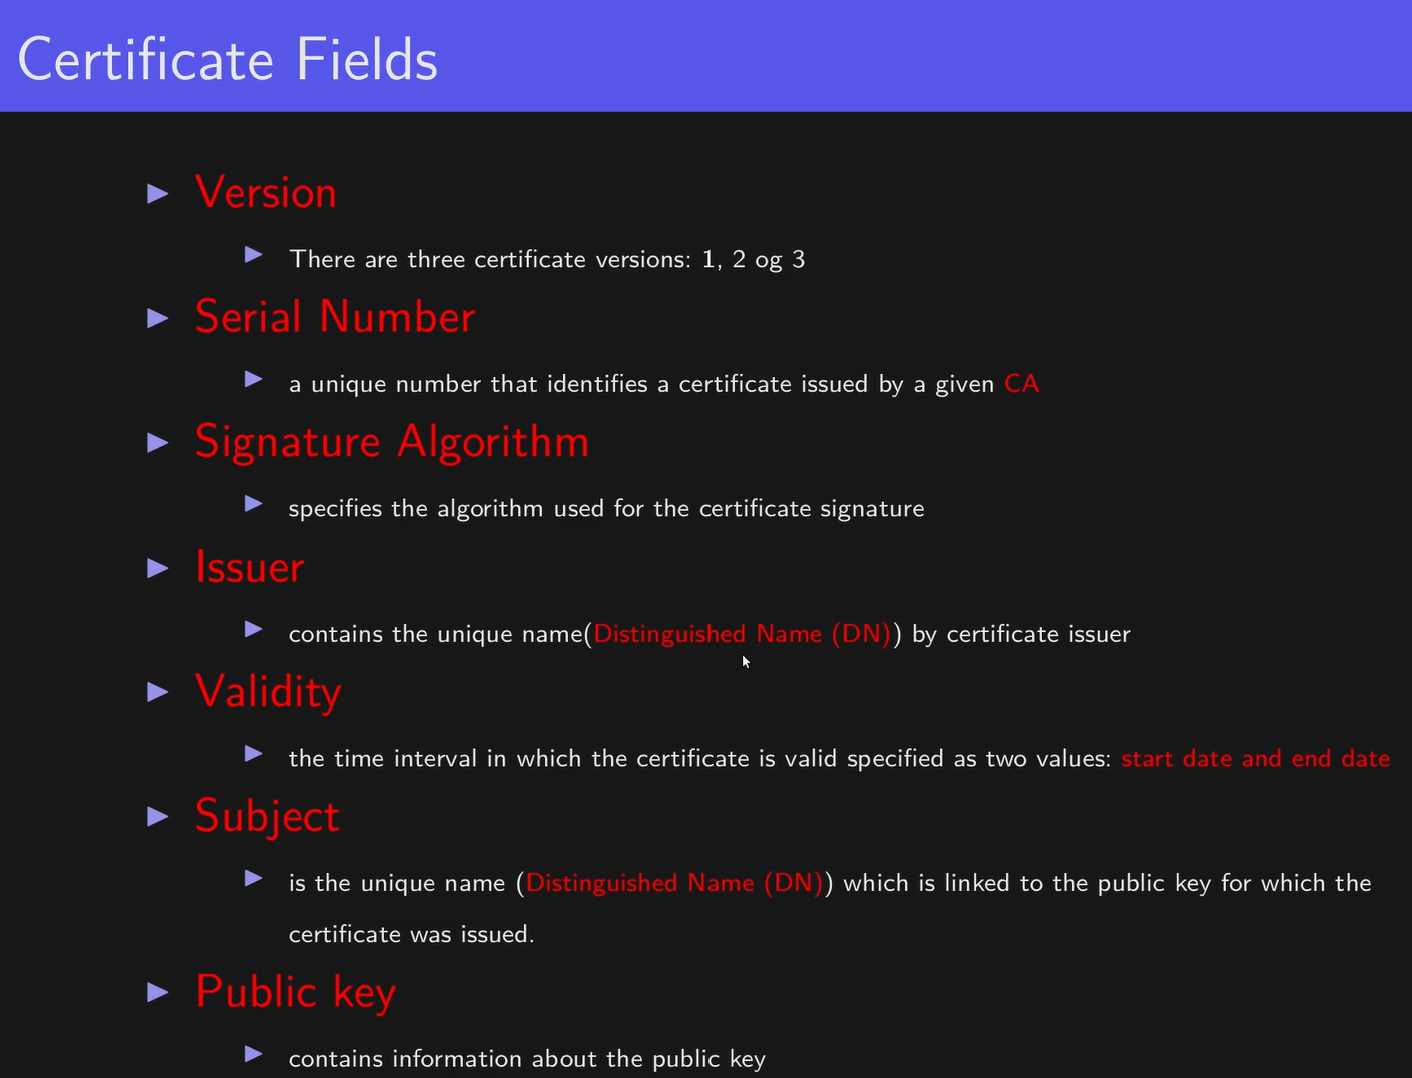 Certificate Fields
Version
There are three certificate versions: 1, 2 og 3
Serial Number
a unique number that identifies a certificate issued by a given CA
Signature Algorithm
specifies the algorithm used for the certificate signature
Issuer
contains the unique name(Distinguished Name (DN)) by certificate issuer
Validity
the time interval in which the certificate is valid specified as two values: start date and end date
Subject
is the unique name (Distinguished Name (DN)) which is linked to the public key for which the
certificate was issued.
Public key
contains information about the public key